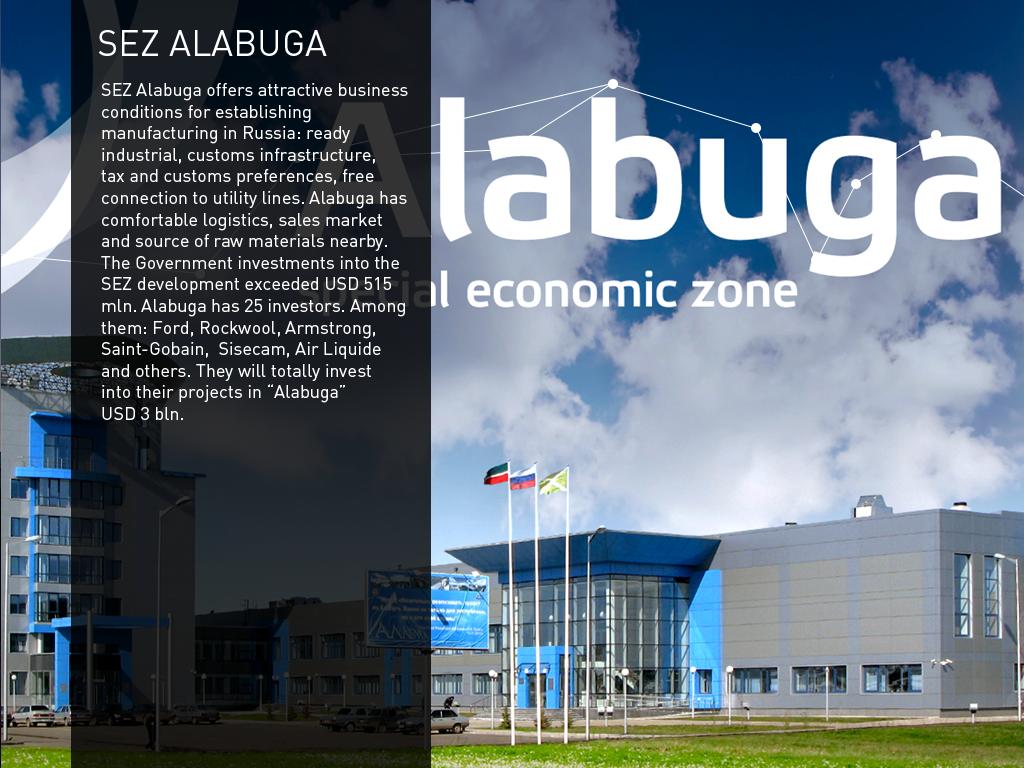 SEZ ALABUGA
SEZ Alabuga offers attractive business
conditions for establishing
manufacturing in Russia: ready
industrial, customs infrastructure,
tax and customs preferences, free
connection to utility lines. Alabuga has
comfortable logistics, sales market
and source of raw materials nearby.
The Government investments into the
SEZ development exceeded USD 515
mln. Alabuga has 25 investors. Among
them: Ford, Rockwool, Armstrong,
Saint-Gobain,  Sisecam, Air Liquide
and others. They will totally invest
into their projects in “Alabuga”
USD 3 bln.
Alabuga
special economic zone